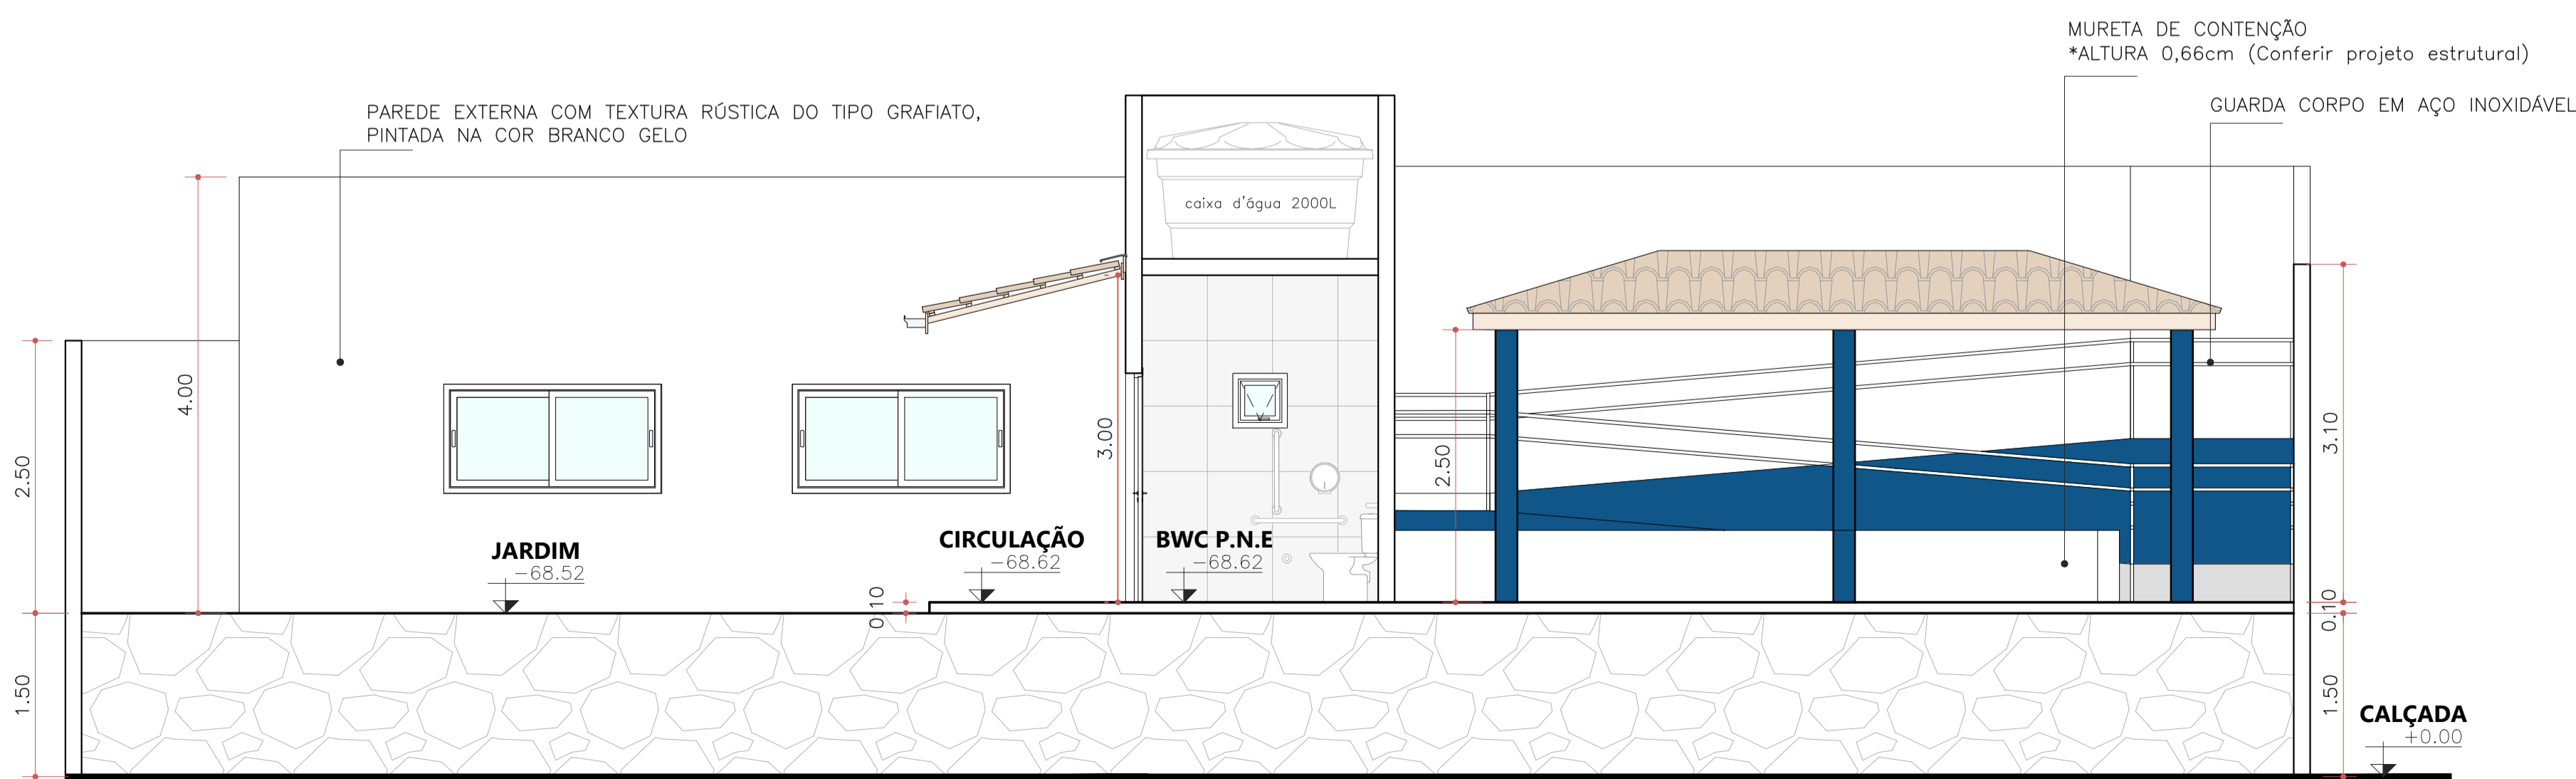 MURETA DE CONTENÇÃO
*ALTURA 0,66cm (Conferir projeto estrutural)
GUARDA CORPO EM AÇO INOXIDÁVEL
PAREDE EXTERNA COM TEXTURA RÚSTICA DO TIPO GRAFIATO,
PINTADA NA COR BRANCO GELO
caixa d'água 2000L
4.00
2.50
3.00
2.50
3.10
JARDIM
-68.52
CIRCULAÇÃO
-68.62
BWC P.N.E
-68.62
0.10
0.10
1.50
1.50
CALÇADA
+0.00